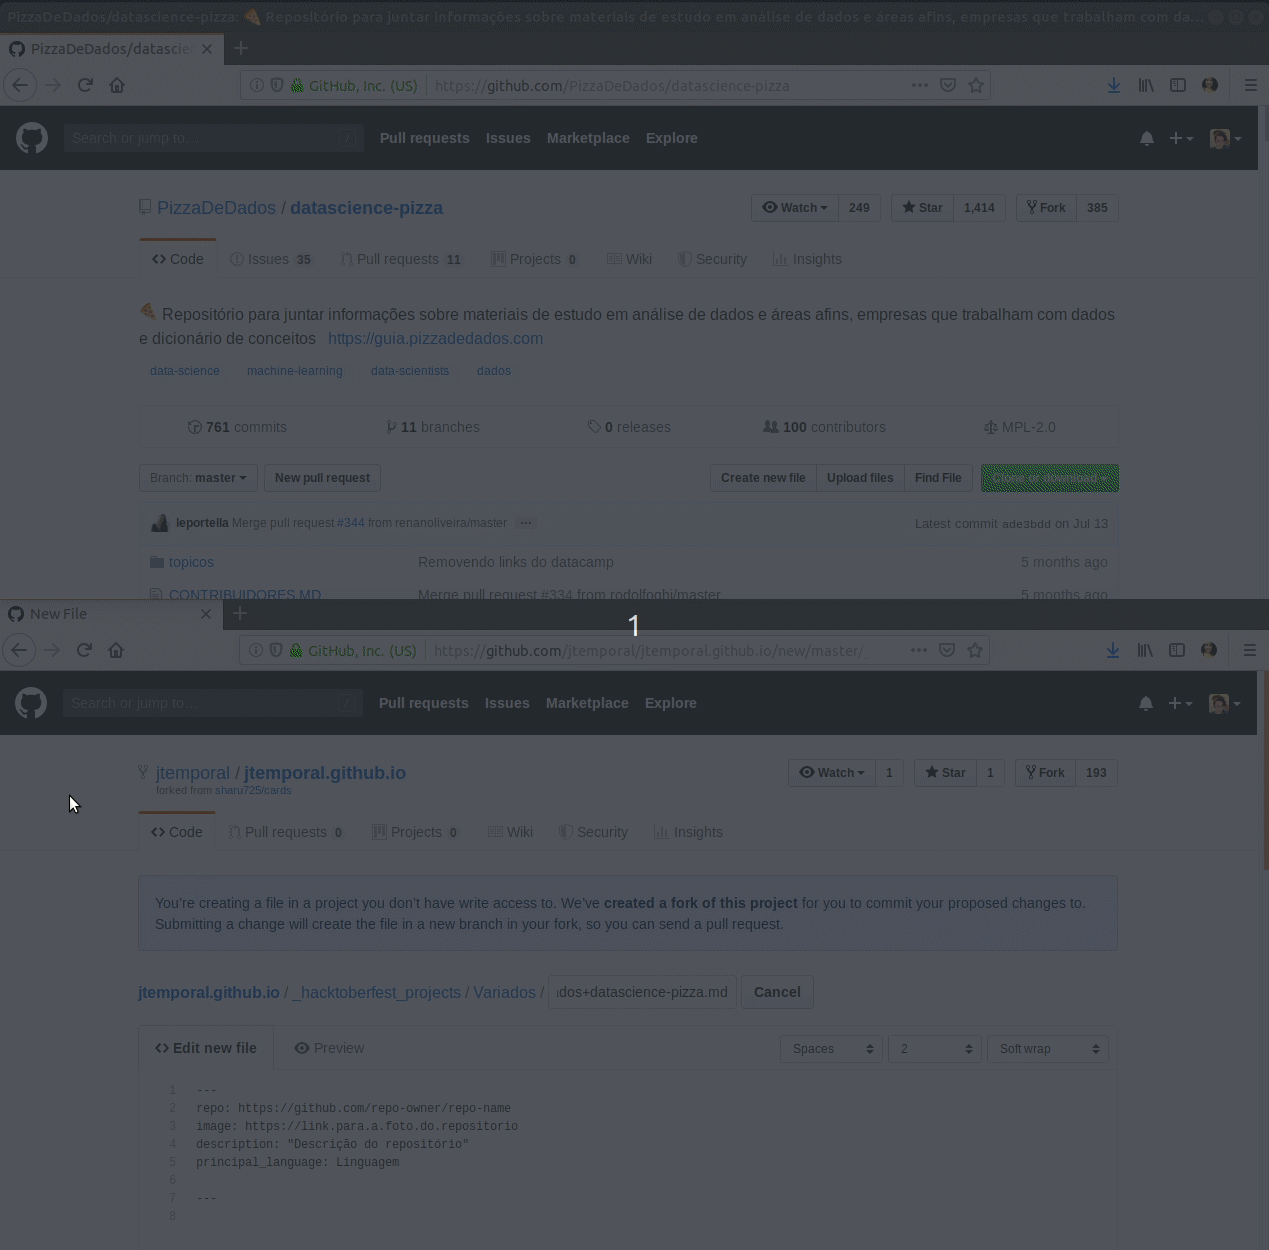 PizzaDeDados/datascience-pizza: 🍕 Repositório para juntar informações sobre materiais de estudo em análise de dados e áreas afins, empresas que trabalham com da...
PizzaDeDados/datascie
GitHub, Inc. (US) https://github.com/PizzaDeDados/datascience-pizza
Search or jump to... / Pull requests Issues Marketplace Explore
PizzaDeDados / datascience-pizza Watch 249 Star 1,414 Fork 385
Code Issues 35 Pull requests 11 Projects 0 Wiki Security Insights
🍕 Repositório para juntar informações sobre materiais de estudo em análise de dados e áreas afins, empresas que trabalham com dados
e dicionário de conceitos https://guia.pizzadedados.com
data-science machine-learning data-scientists dados
761 commits 11 branches 0 releases 100 contributors MPL-2.0
Branch: master New pull request Create new file Upload files Find File Clone or download
leportella Merge pull request #344 from renanoliveira/master ... Latest commit ade3bdd on Jul 13
topicos Removendo links do datacamp 5 months ago
CONTRIBUIDORES.MD Merge pull request #334 from rodolfoghi/master 5 months ago
New File
1
GitHub, Inc. (US) https://github.com/jtemporal/jtemporal.github.io/new/master/_
Search or jump to... / Pull requests Issues Marketplace Explore
jtemporal / jtemporal.github.io Watch 1 Star 1 Fork 193
forked from sharu725/cards
Code Pull requests 0 Projects 0 Wiki Security Insights
You're creating a file in a project you don't have write access to. We've created a fork of this project for you to commit your proposed changes to.
Submitting a change will create the file in a new branch in your fork, so you can send a pull request.
jtemporal.github.io / _hacktoberfest_projects / Variados / ados+datascience-pizza.md Cancel
Edit new file Preview Spaces 2 Soft wrap
1 ---
2 repo: https://github.com/repo-owner/repo-name
3 image: https://link.para.a.foto.do.repositorio
4 description: "Descrição do repositório"
5 principal_language: Linguagem
6
7 ---
8